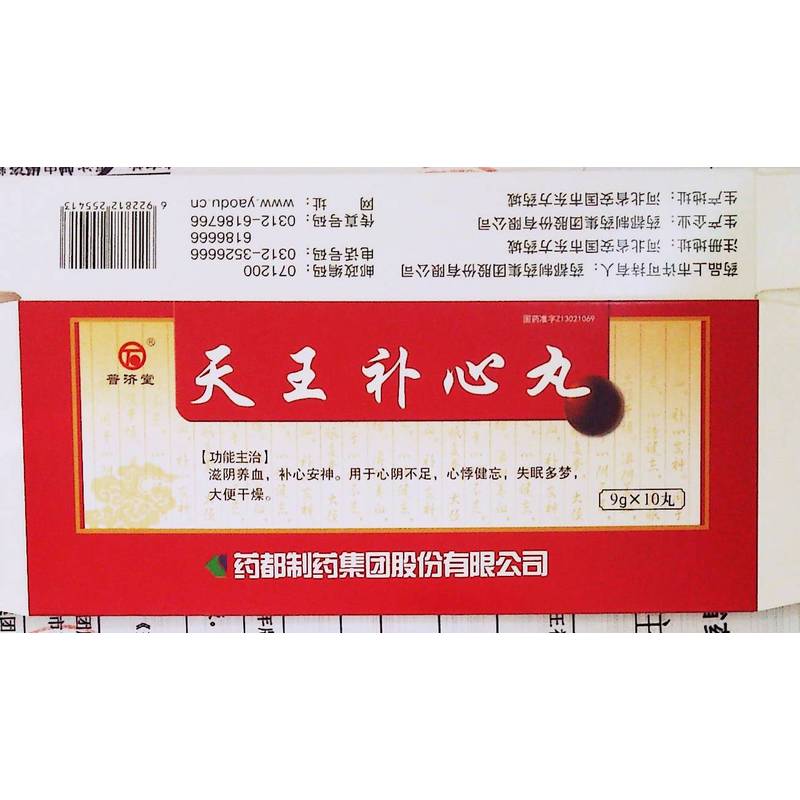 药品上市许可持有人：药都制药集团股份有限公司
注册地址：河北省安国市东方药城
生产企业：药都制药集团股份有限公司
生产地址：河北省安国市东方药城
邮政编码：071200
电话号码：0312-3526666
6186666
传真号码：0312-6186766
网 址：www.yaodu.cn
6 922812 255413
国药准字Z13021069
普济堂®
天王补心丸
【功能主治】
滋阴养血，补心安神。用于心阴不足，心悸健忘，失眠多梦，
大便干燥。
9g×10丸
药都制药集团股份有限公司